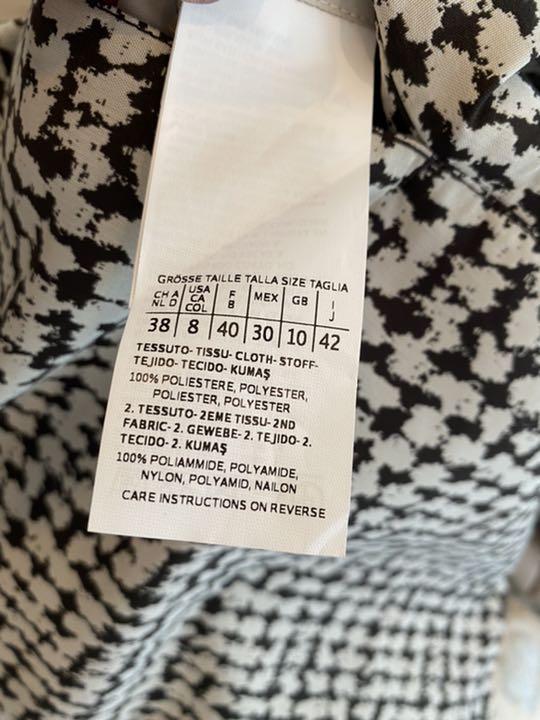 GRÖSSE TAILLE TALLA SIZE TAGLIA
CH A USA F MEX GB I
NL D CA B J
COL
38 8 40 30 10 42
TESSUTO- TISSU- CLOTH- STOFF-
TEJIDO- TECIDO- KUMAŞ
100% POLIESTERE, POLYESTER,
POLIESTER, POLYESTER
2. TESSUTO- 2EME TISSU- 2ND
FABRIC- 2. GEWEBE- 2. TEJIDO- 2.
TECIDO- 2. KUMAŞ
100% POLIAMMIDE, POLYAMIDE,
NYLON, POLYAMID, NAILON
CARE INSTRUCTIONS ON REVERSE